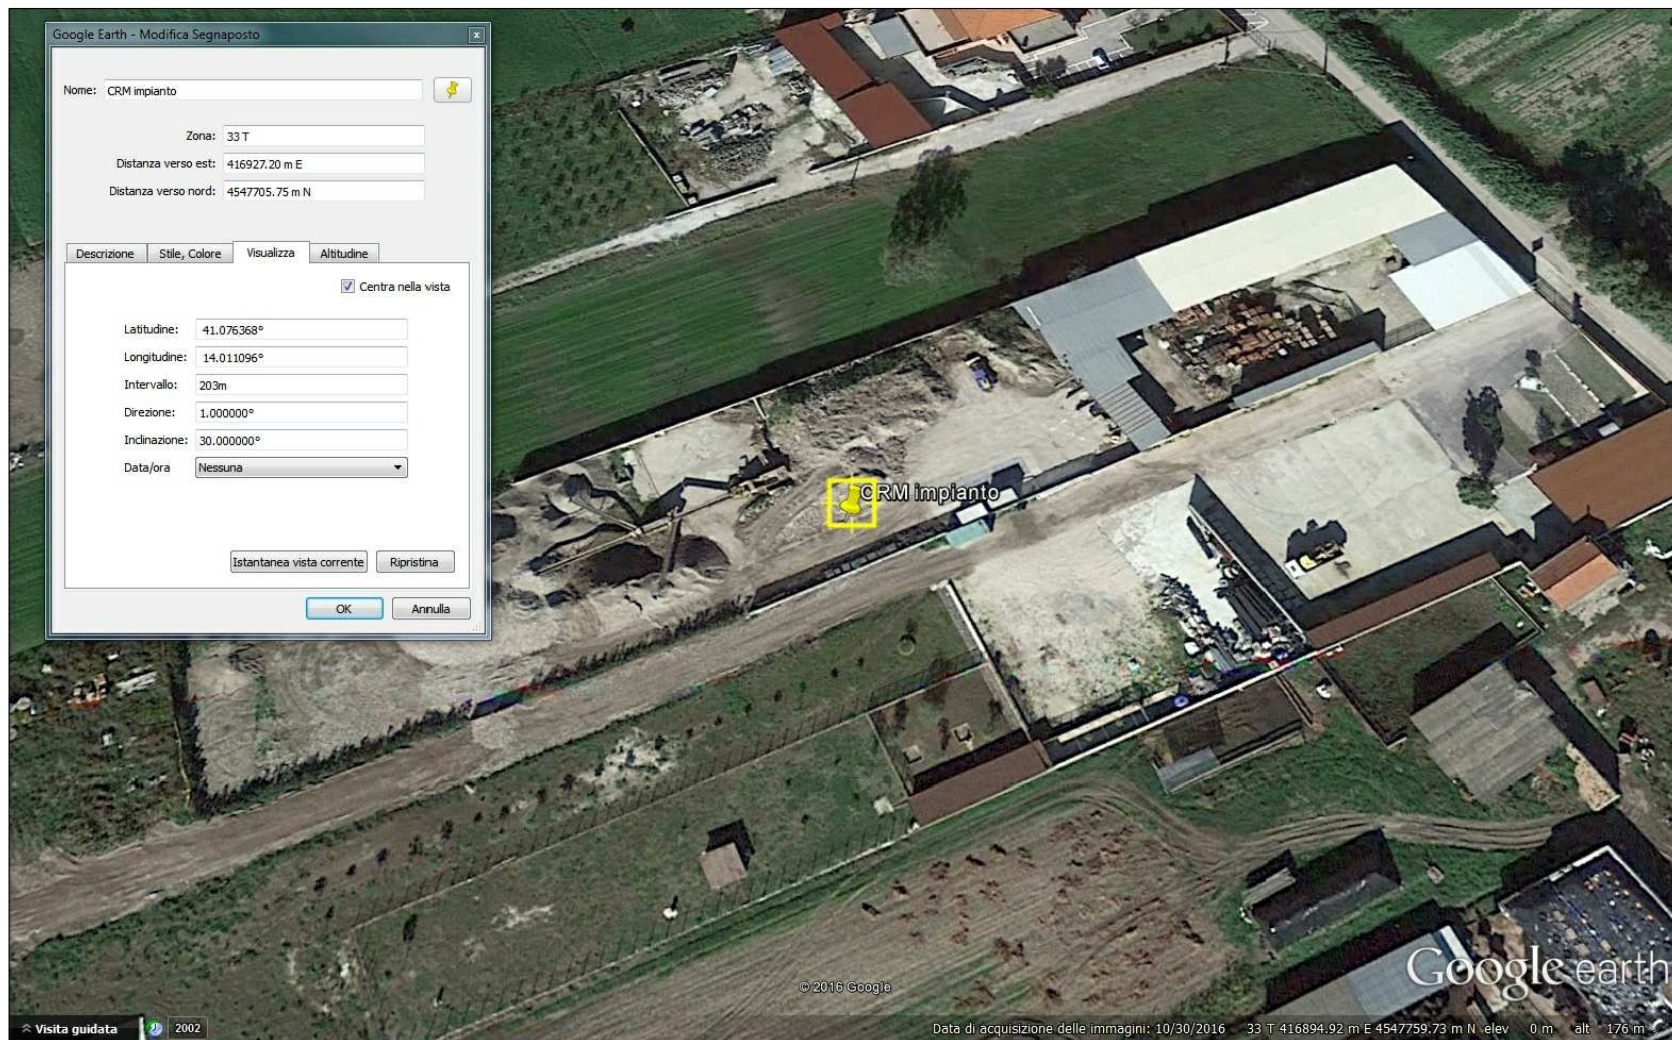 Google Earth - Modifica Segnaposto
Nome: CRM impianto
Zona: 33 T
Distanza verso est: 416927.20 m E
Distanza verso nord: 4547705.75 m N
Descrizione Stile, Colore Visualizza Altitudine
Centra nella vista
Latitudine: 41.076368°
Longitudine: 14.011096°
Intervallo: 203m
Direzione: 1.000000°
Inclinazione: 30.000000°
Data/ora Nessuna
Istantanea vista corrente Ripristina
OK Annulla
CRM impianto
Google earth
© 2016 Google
Visita guidata 2002
Data di acquisizione delle immagini: 10/30/2016 33 T 416894.92 m E 4547759.73 m N elev 0 m alt 176 m